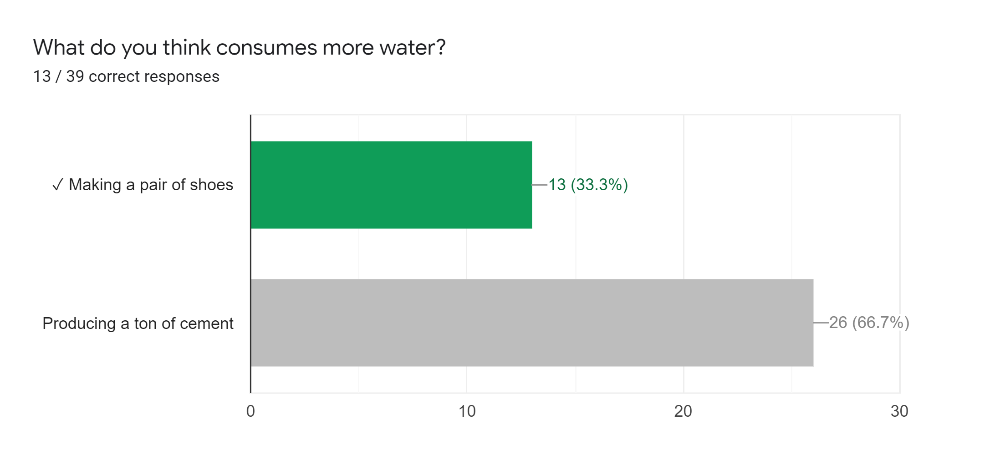 What do you think consumes more water?
13 / 39 correct responses
✓ Making a pair of shoes
13 (33.3%)
Producing a ton of cement
26 (66.7%)
0 10 20 30